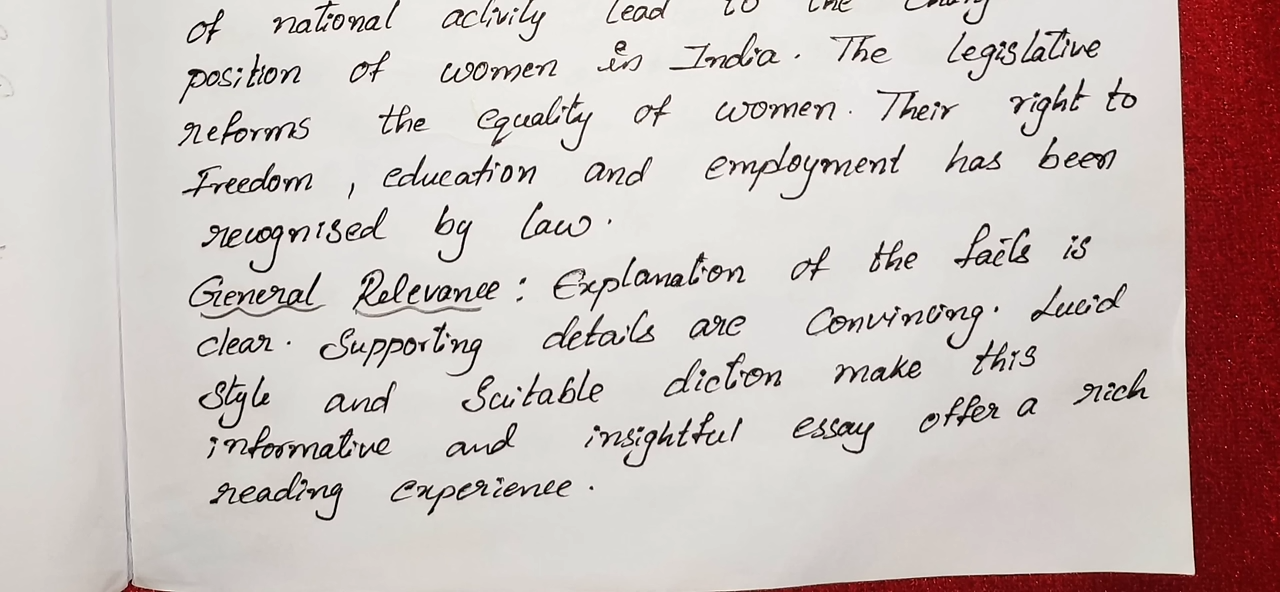 of national activity lead to the
position of women in India. The legislative
reforms the equality of women. Their right to
Freedom, education and employment has been
recognised by law.
General Relevance: Explanation of the facts is
clear. Supporting details are Convincing. Lucid
Style and Suitable diction make this
informative and insightful essay offer a rich
reading experience.